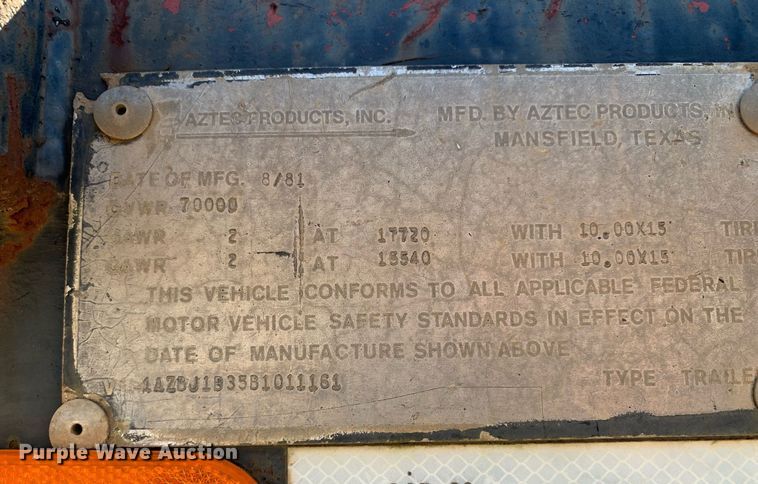 AZTEC PRODUCTS, INC. MFD. BY AZTEC PRODUCTS,
MANSFIELD, TEXAS
DATE OF MFG. 8/81
GVWR 70000
GAWR 2 AT 17720 WITH 10.00X15 TIR
GAWR 2 AT WITH 10.00X15 TIR
THIS VEHICLE CONFORMS TO ALL APPLICABLE FEDERAL
MOTOR VEHICLE SAFETY STANDARDS IN EFFECT ON THE
DATE OF MANUFACTURE SHOWN ABOVE
TYPE TRAILE
Purple Wave Auction